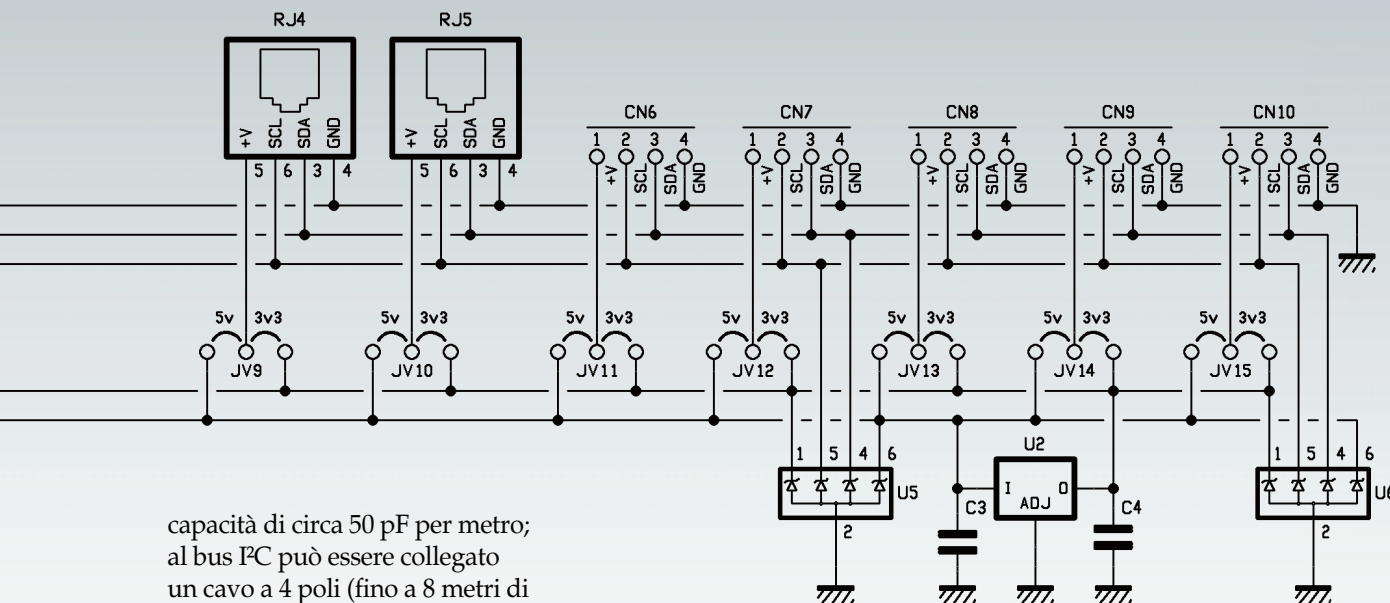 RJ4 RJ5
CN6 CN7 CN8 CN9 CN10
1 2 3 4 1 2 3 4 1 2 3 4 1 2 3 4 1 2 3 4
+V SCL SDA GND +V SCL SDA GND
+V SCL SDA GND +V SCL SDA GND +V SCL SDA GND +V SCL SDA GND +V SCL SDA GND
5 6 3 4 5 6 3 4
5v 3v3 5v 3v3 5v 3v3 5v 3v3 5v 3v3 5v 3v3 5v 3v3
JV9 JV10 JV11 JV12 JV13 JV14 JV15
1 5 4 6 U2 1 5 4 6
U5 C3 I O C4 U6
ADJ
2 2
capacità di circa 50 pF per metro;
al bus I²C può essere collegato
un cavo a 4 poli (fino a 8 metri di